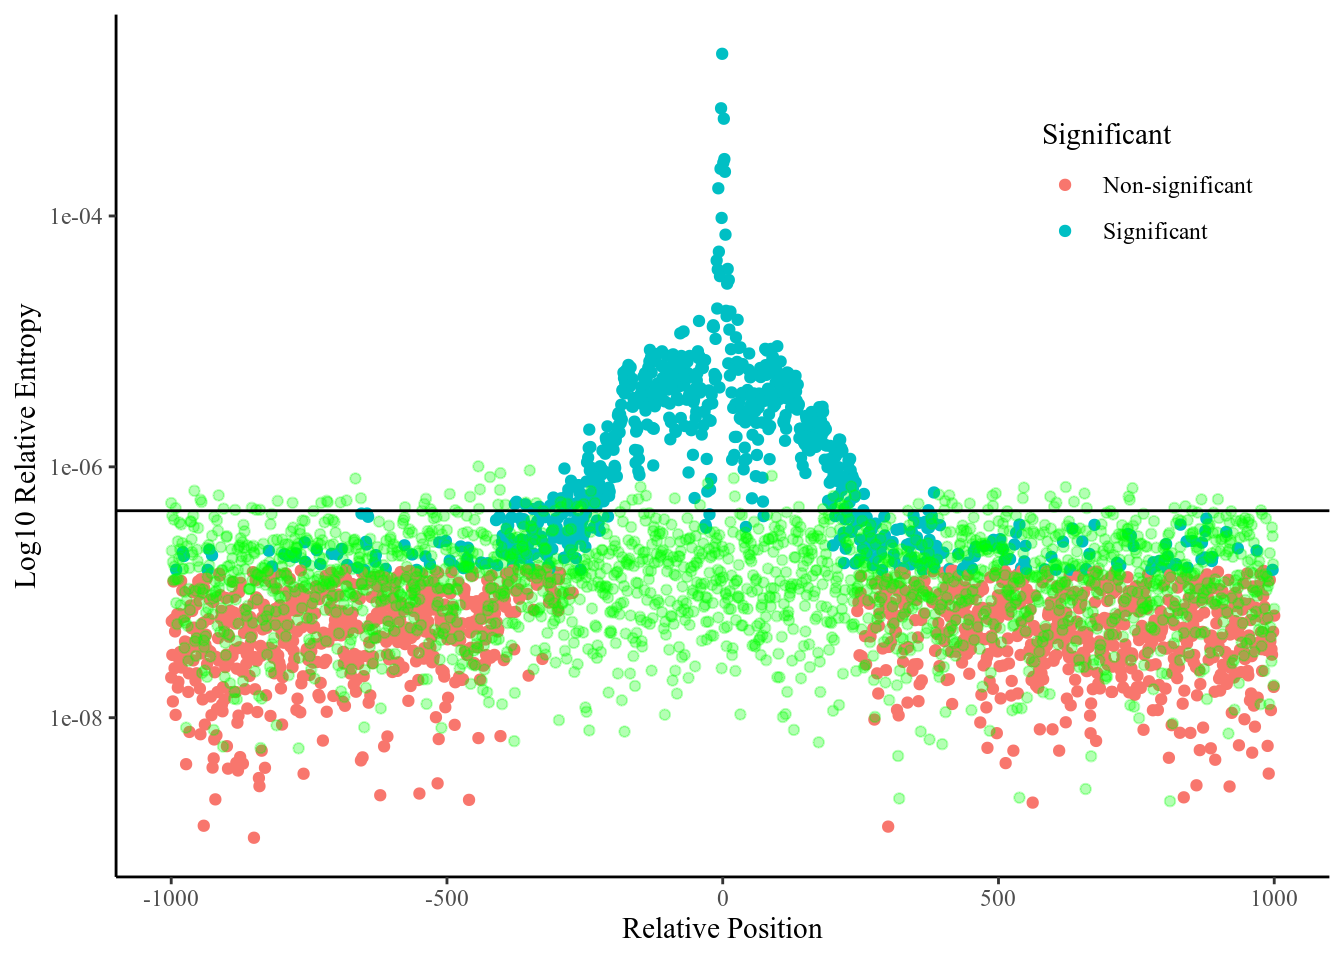 Significant
Non-significant
Significant
Log10 Relative Entropy
1e-04
1e-06
1e-08
-1000
-500
0
500
1000
Relative Position